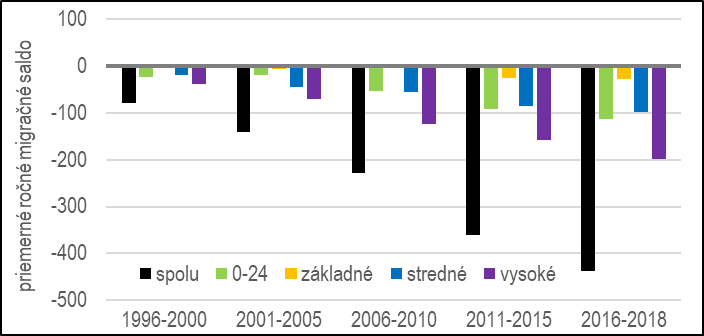 priemerné ročné migračné saldo
100
0
-100
-200
-300
-400
-500
spolu 0-24 základné stredné vysoké
1996-2000 2001-2005 2006-2010 2011-2015 2016-2018